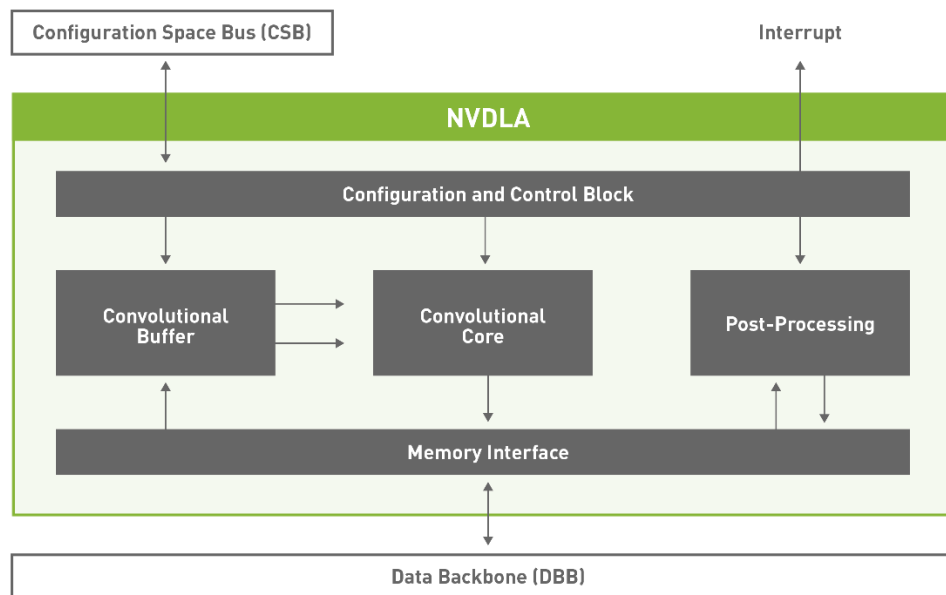 Configuration Space Bus (CSB)
Interrupt
NVDLA
Configuration and Control Block
Convolutional
Buffer
Convolutional
Core
Post-Processing
Memory Interface
Data Backbone (DBB)